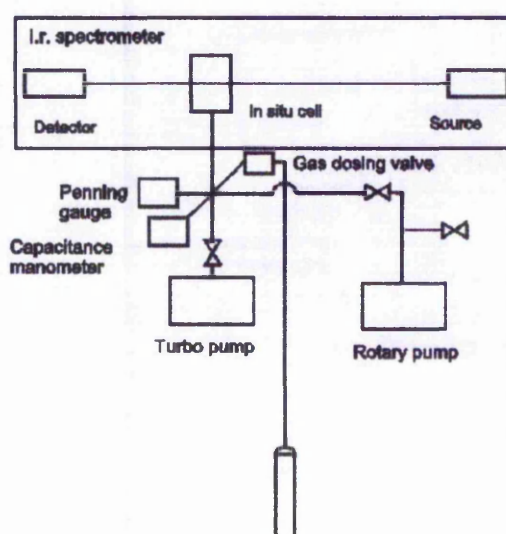 I.r. spectrometer
In situ cell
Detector
Source
Gas dosing valve
Penning
gauge
Capacitance
manometer
Turbo pump
Rotary pump